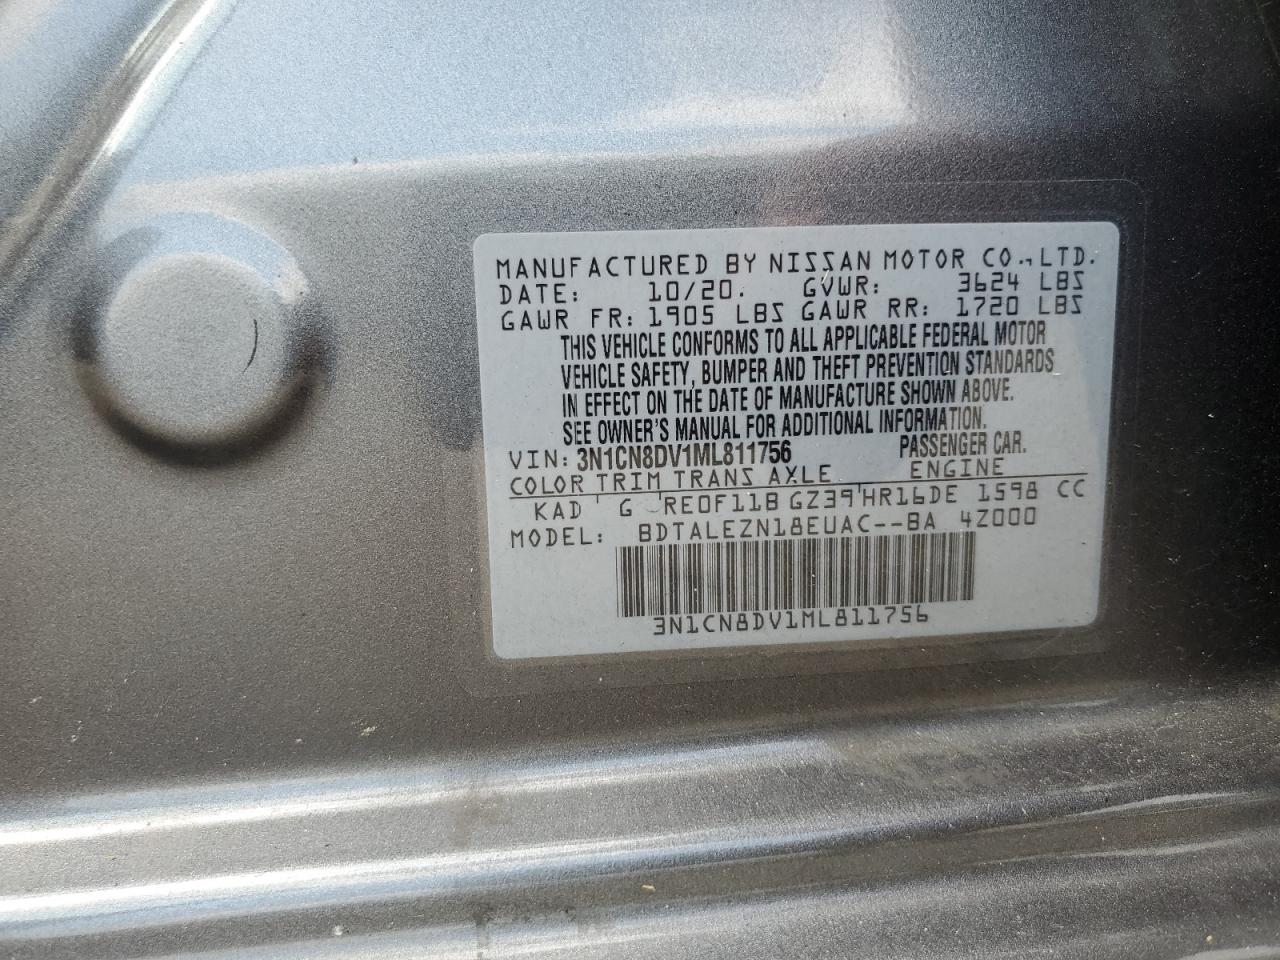 MANUFACTURED BY NISSAN MOTOR CO.,LTD.
DATE: 10/20. GVWR: 3624 LBS
GAWR FR: 1905 LBS GAWR RR: 1720 LBS
THIS VEHICLE CONFORMS TO ALL APPLICABLE FEDERAL MOTOR
VEHICLE SAFETY, BUMPER AND THEFT PREVENTION STANDARDS
IN EFFECT ON THE DATE OF MANUFACTURE SHOWN ABOVE.
SEE OWNER'S MANUAL FOR ADDITIONAL INFORMATION.
VIN: 3N1CN8DV1ML811756 PASSENGER CAR.
COLOR TRIM TRANS AXLE ENGINE
KAD G RE0F11B GZ39 HR16DE 1598 CC
MODEL: BDTALEZN18EUAC--BA 4Z000
3N1CN8DV1ML811756